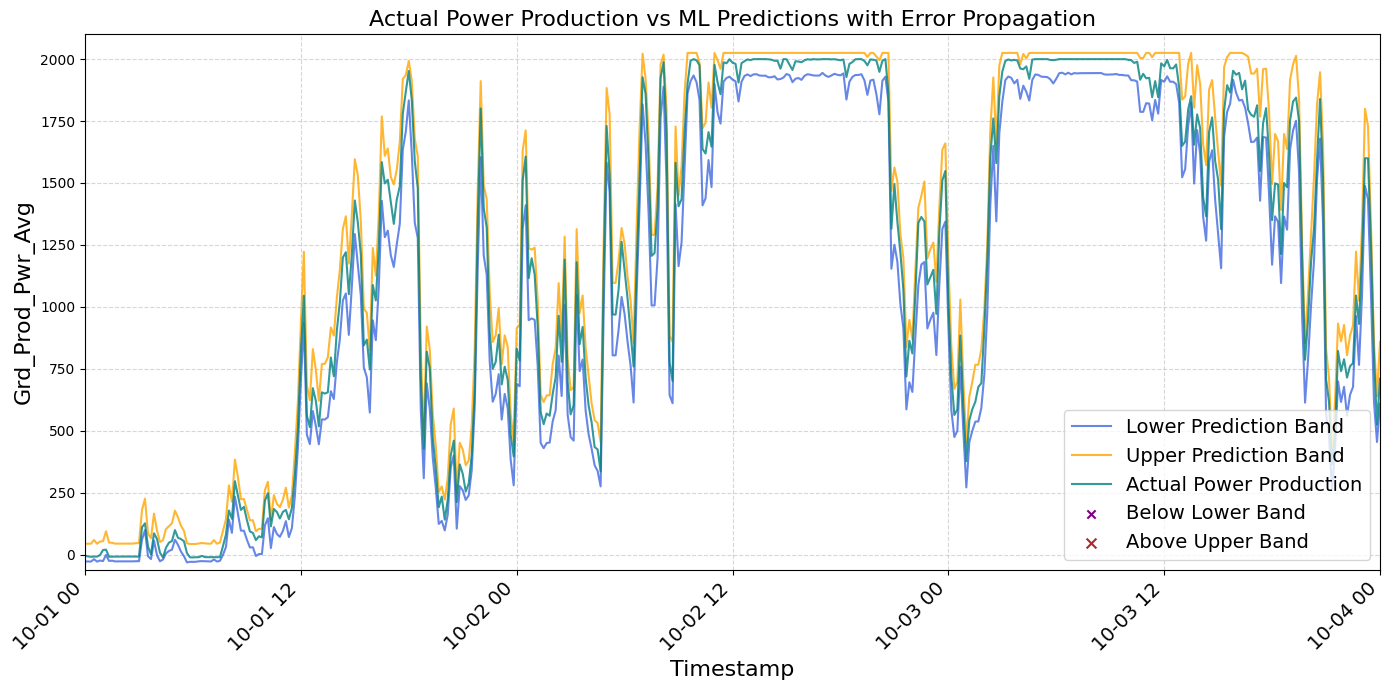 Actual Power Production vs ML Predictions with Error Propagation
Grd_Prod_Pwr_Avg
2000
1750
1500
1250
1000
750
500
250
0
Lower Prediction Band
Upper Prediction Band
Actual Power Production
Below Lower Band
Above Upper Band
10-01 00
10-01 12
10-02 00
10-02 12
10-03 00
10-03 12
10-04 00
Timestamp